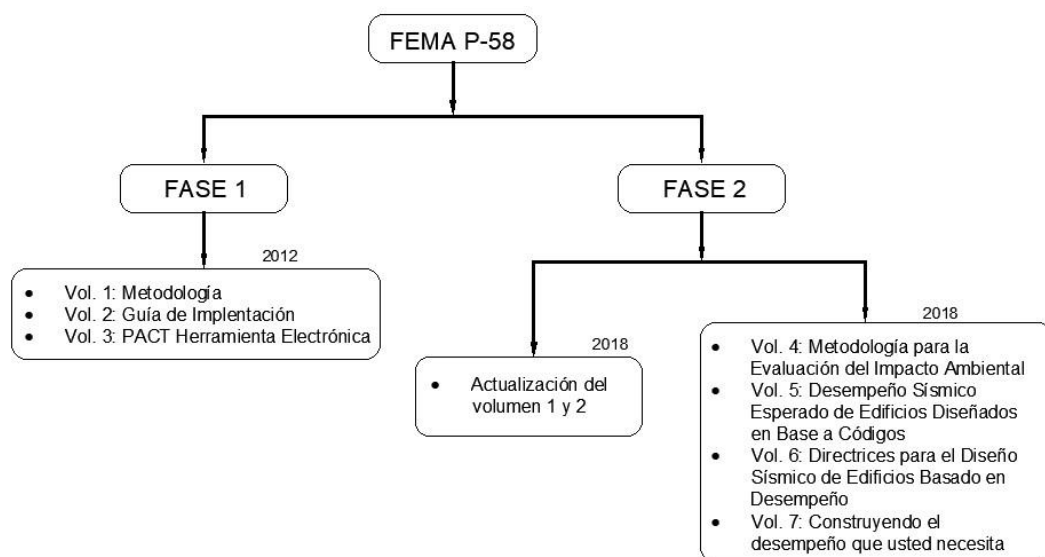 FEMA P-58
FASE 1
FASE 2
2012
• Vol. 1: Metodología
• Vol. 2: Guía de Implentación
• Vol. 3: PACT Herramienta Electrónica
2018
• Actualización del
volumen 1 y 2
2018
• Vol. 4: Metodología para la
Evaluación del Impacto Ambiental
• Vol. 5: Desempeño Sísmico
Esperado de Edificios Diseñados
en Base a Códigos
• Vol. 6: Directrices para el Diseño
Sísmico de Edificios Basado en
Desempeño
• Vol. 7: Construyendo el
desempeño que usted necesita